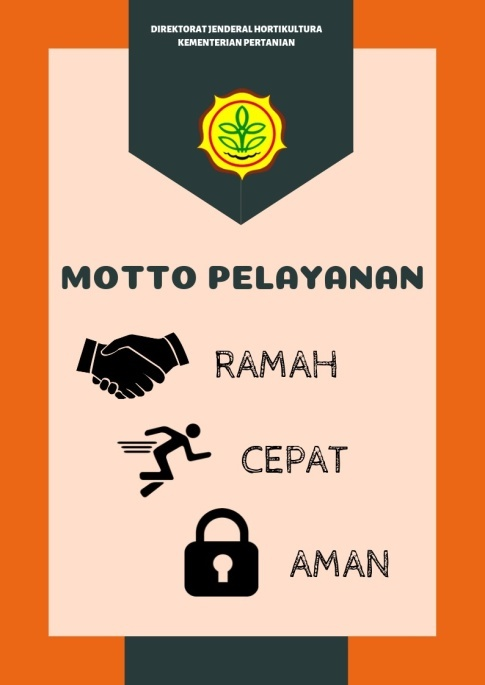 DIREKTORAT JENDERAL HORTIKULTURA
KEMENTERIAN PERTANIAN
MOTTO PELAYANAN
RAMAH
CEPAT
AMAN